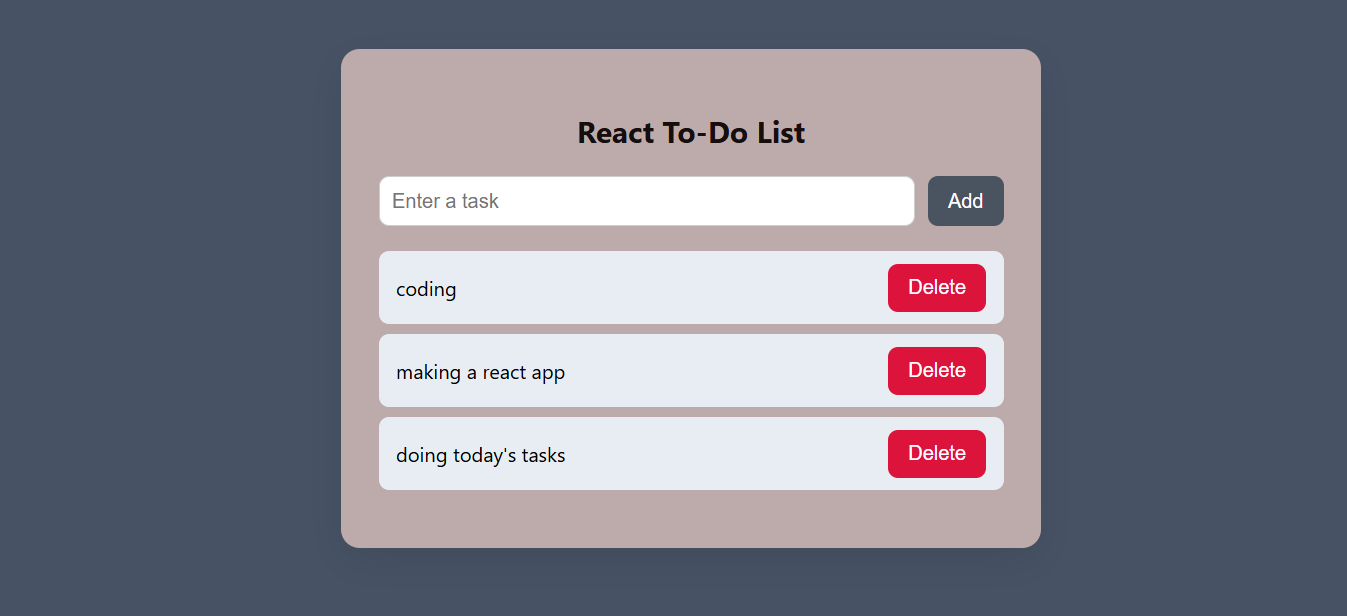 React To-Do List
Enter a task
Add
coding
Delete
making a react app
Delete
doing today's tasks
Delete